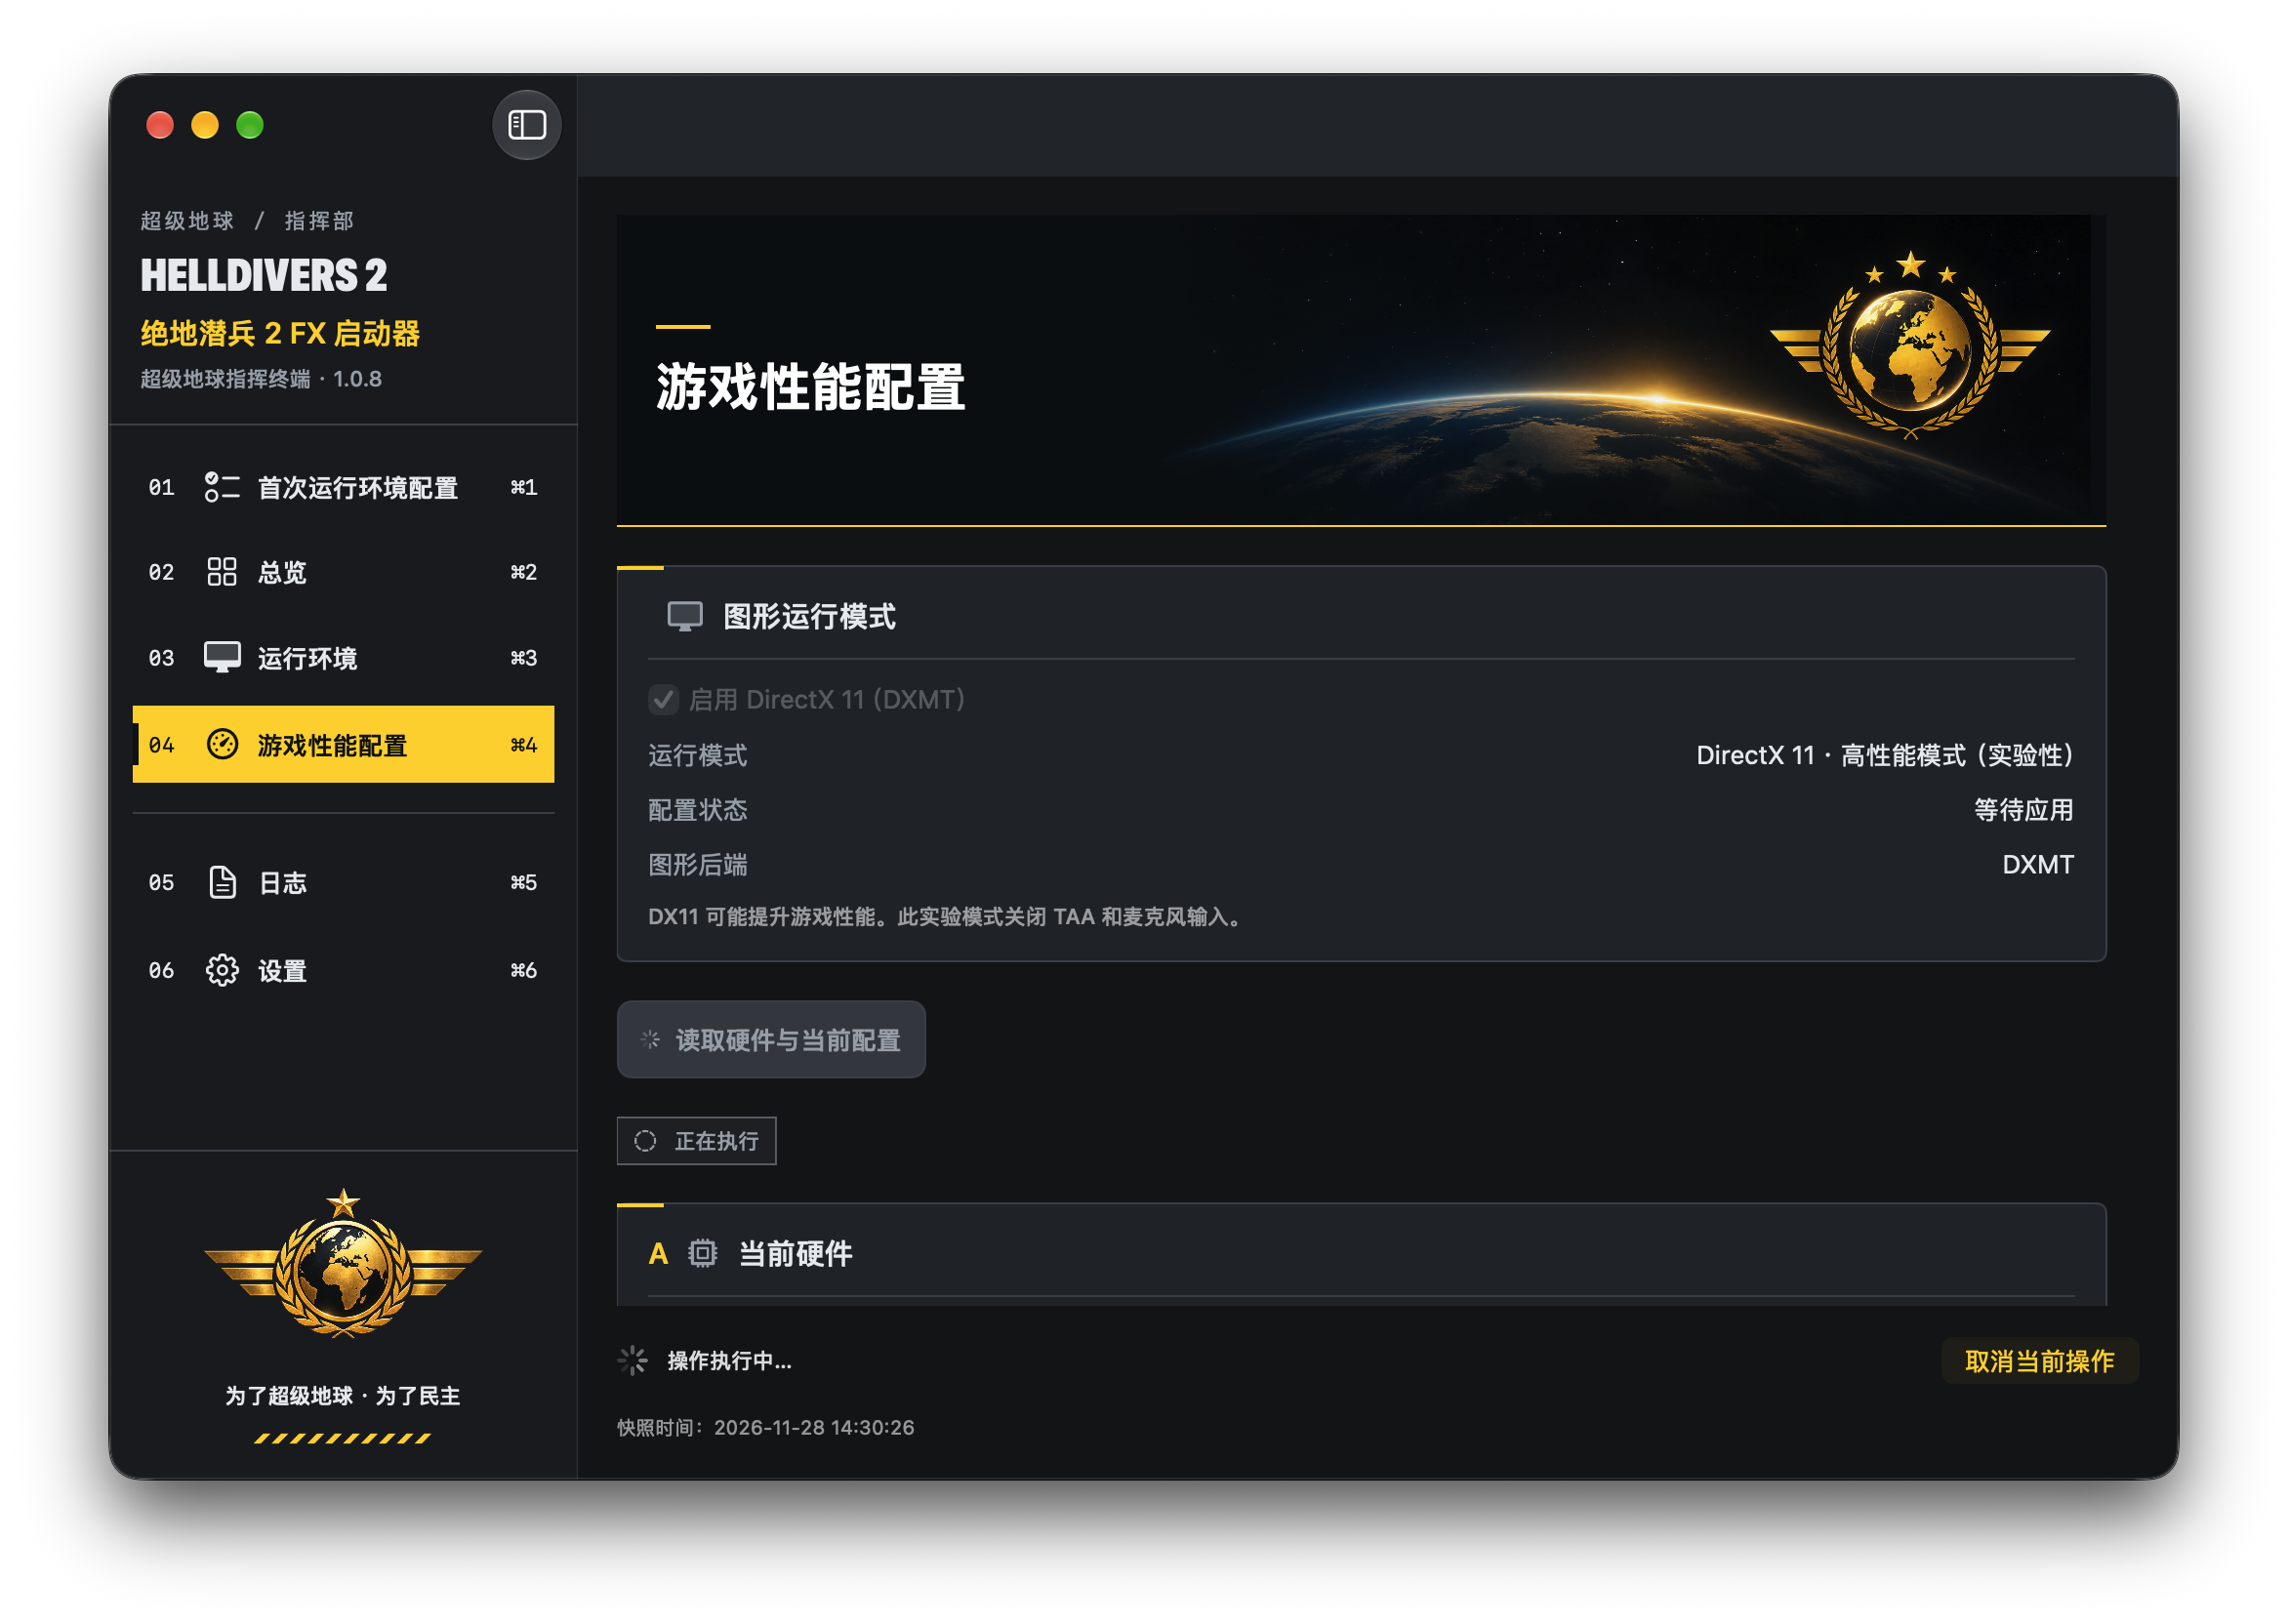 超级地球 / 指挥部
HELLDIVERS 2
绝地潜兵 2 FX 启动器
超级地球指挥终端 · 1.0.8
01 首次运行环境配置 ⌘1
02 总览 ⌘2
03 运行环境 ⌘3
04 游戏性能配置 ⌘4
05 日志 ⌘5
06 设置 ⌘6
为了超级地球 · 为了民主
游戏性能配置
图形运行模式
启用 DirectX 11 (DXMT)
运行模式 DirectX 11 · 高性能模式（实验性）
配置状态 等待应用
图形后端 DXMT
DX11 可能提升游戏性能。此实验模式关闭 TAA 和麦克风输入。
读取硬件与当前配置
正在执行
A 当前硬件
操作执行中... 取消当前操作
快照时间：2026-11-28 14:30:26